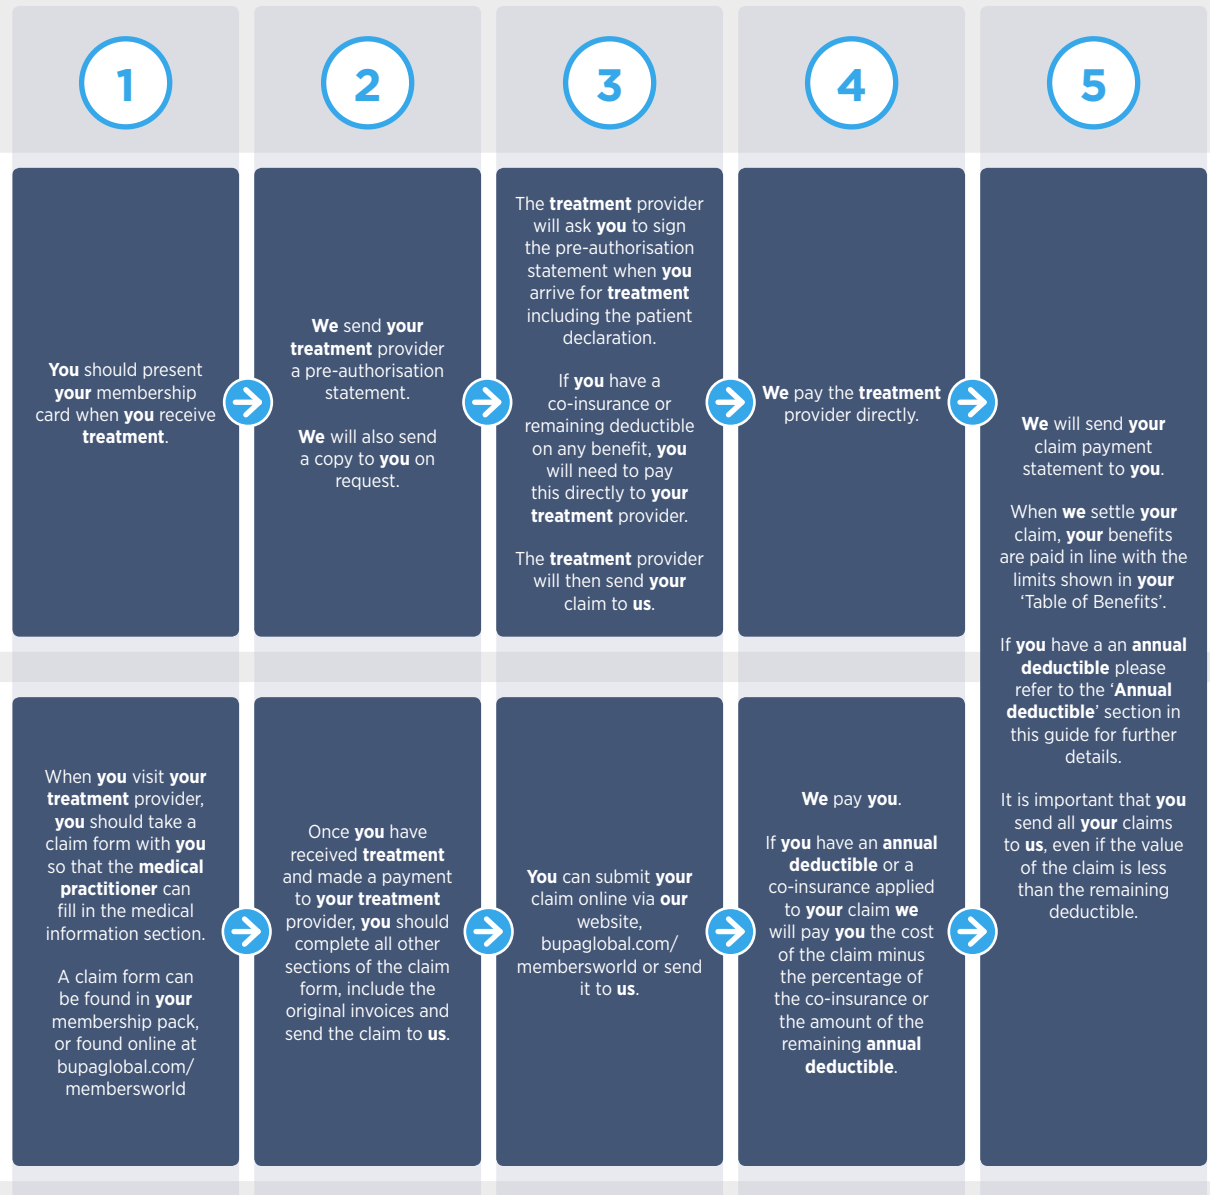 1
2
3
4
5
You should present
your membership
card when you receive
treatment.
We send your
treatment provider
a pre-authorisation
statement.
We will also send
a copy to you on
request.
The treatment provider
will ask you to sign
the pre-authorisation
statement when you
arrive for treatment
including the patient
declaration.
If you have a
co-insurance or
remaining deductible
on any benefit, you
will need to pay
this directly to your
treatment provider.
The treatment provider
will then send your
claim to us.
We pay the treatment
provider directly.
We will send your
claim payment
statement to you.
When we settle your
claim, your benefits
are paid in line with the
limits shown in your
‘Table of Benefits’.
If you have a an annual
deductible please
refer to the ‘Annual
deductible’ section in
this guide for further
details.
It is important that you
send all your claims
to us, even if the value
of the claim is less
than the remaining
deductible.
When you visit your
treatment provider,
you should take a
claim form with you
so that the medical
practitioner can
fill in the medical
information section.
A claim form can
be found in your
membership pack,
or found online at
bupaglobal.com/
membersworld
Once you have
received treatment
and made a payment
to your treatment
provider, you should
complete all other
sections of the claim
form, include the
original invoices and
send the claim to us.
You can submit your
claim online via our
website,
bupaglobal.com/
membersworld or send
it to us.
We pay you.
If you have an annual
deductible or a
co-insurance applied
to your claim we
will pay you the cost
of the claim minus
the percentage of
the co-insurance or
the amount of the
remaining annual
deductible.